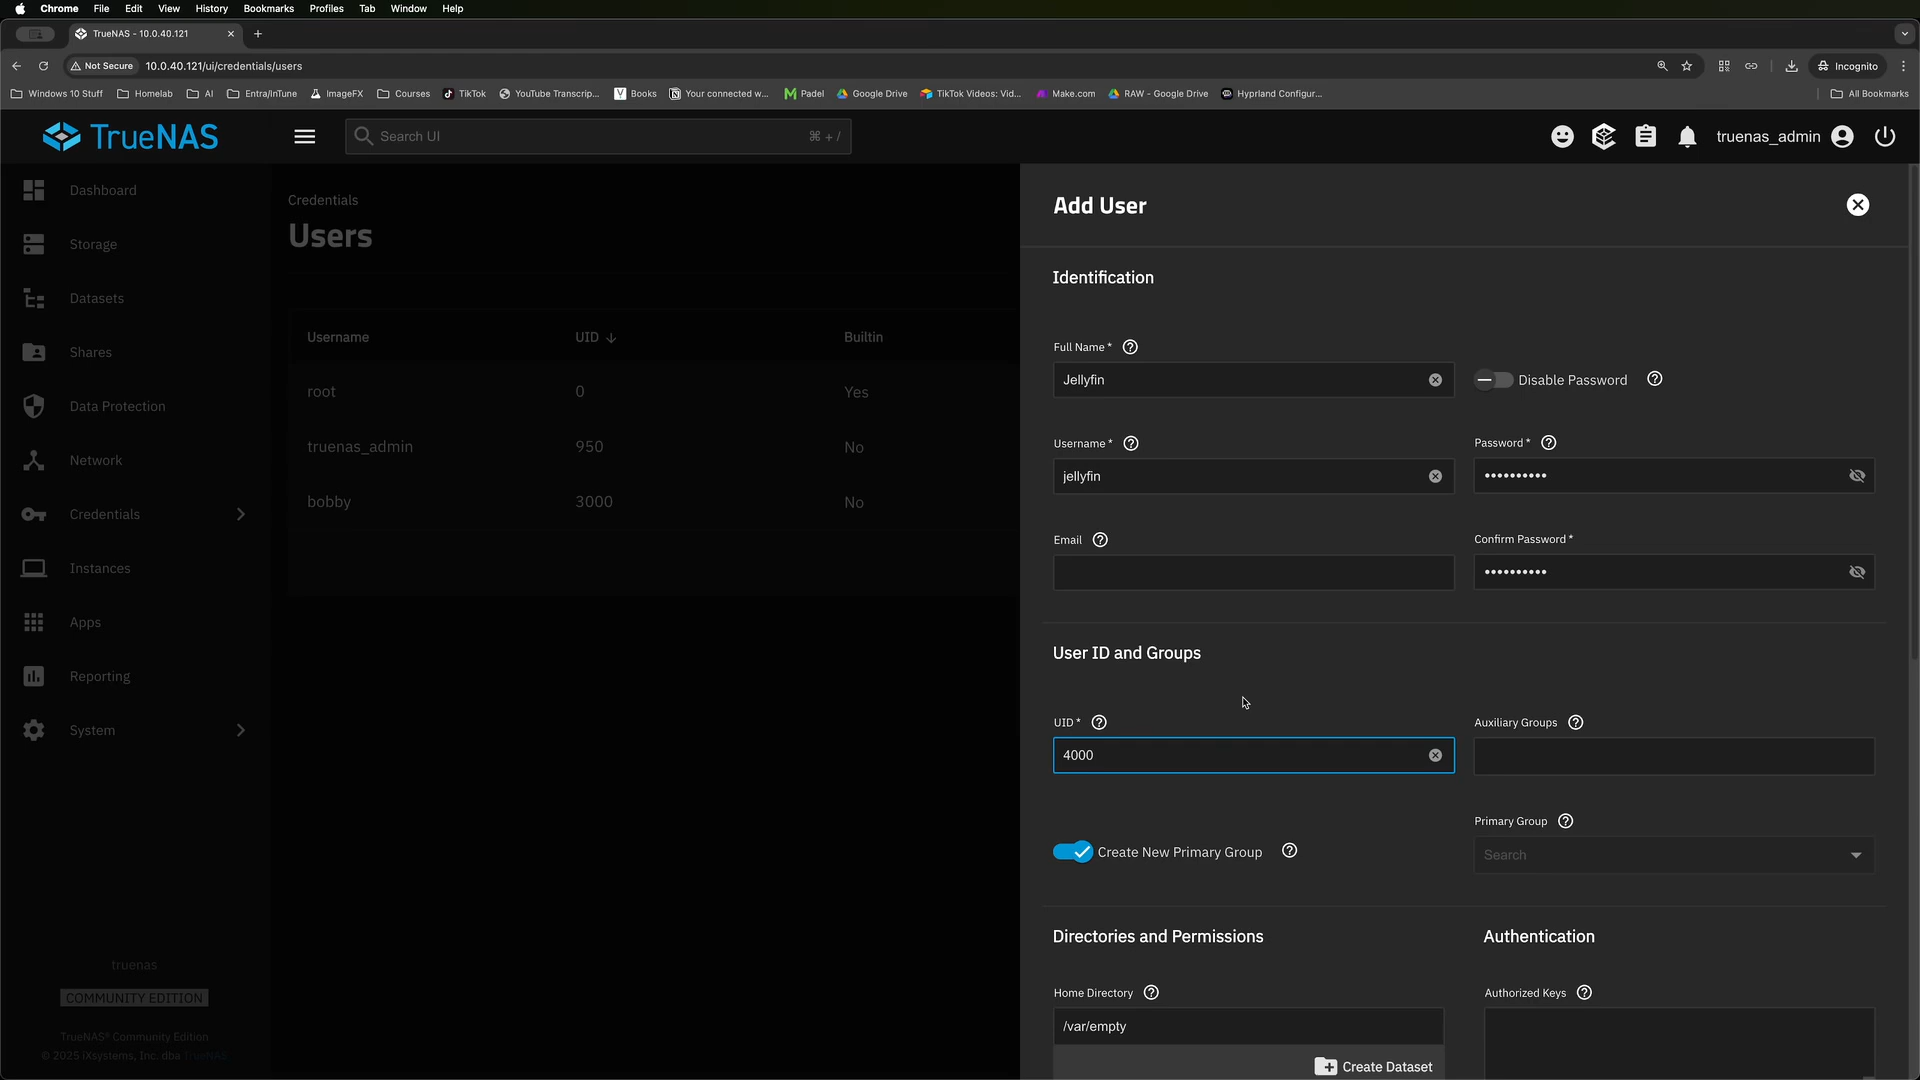 Chrome File Edit View History Bookmarks Profiles Tab Window Help
TrueNAS - 10.0.40.121
Not Secure 10.0.40.121/ui/credentials/users Incognito
Windows 10 Stuff Homelab AI Entra/InTune ImageFX Courses TikTok YouTube Transcrip... Books Your connected w... Padel Google Drive TikTok Videos: Vid... Make.com RAW - Google Drive Hyprland Configur... All Bookmarks
TrueNAS Search UI ⌘ + / truenas_admin
Dashboard
Storage
Datasets
Shares
Data Protection
Network
Credentials
Instances
Apps
Reporting
System
truenas
COMMUNITY EDITION
TrueNAS® Community Edition
© 2025 iXsystems, Inc. dba TrueNAS
Credentials
Users
Username UID Builtin
root 0 Yes
truenas_admin 950 No
bobby 3000 No
Add User
Identification
Full Name *
Jellyfin Disable Password
Username * Password *
jellyfin ••••••••••
Email Confirm Password *
••••••••••
User ID and Groups
UID * Auxiliary Groups
4000
Primary Group
Create New Primary Group Search
Directories and Permissions Authentication
Home Directory Authorized Keys
/var/empty
Create Dataset